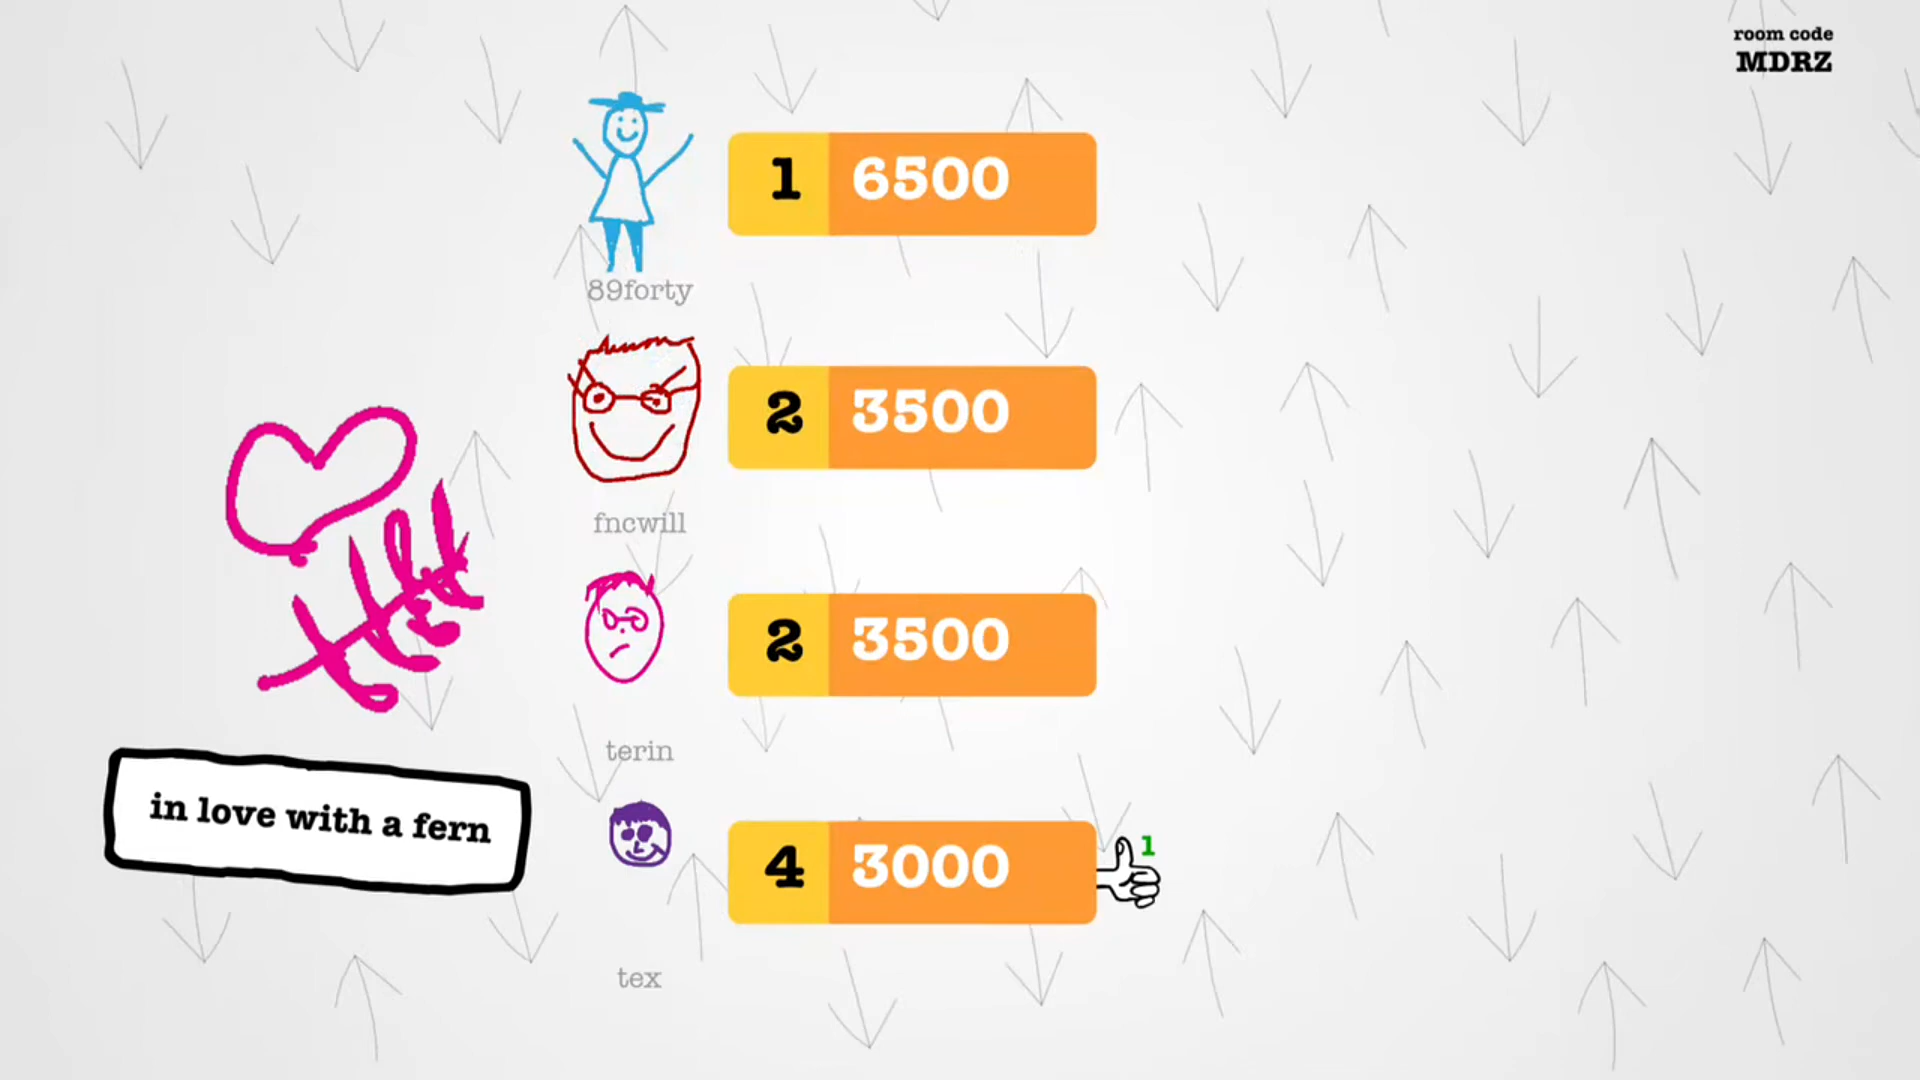 room code
MDRZ
1 6500
89forty
2 3500
fncwill
2 3500
terin
in love with a fern
4 3000
1
tex